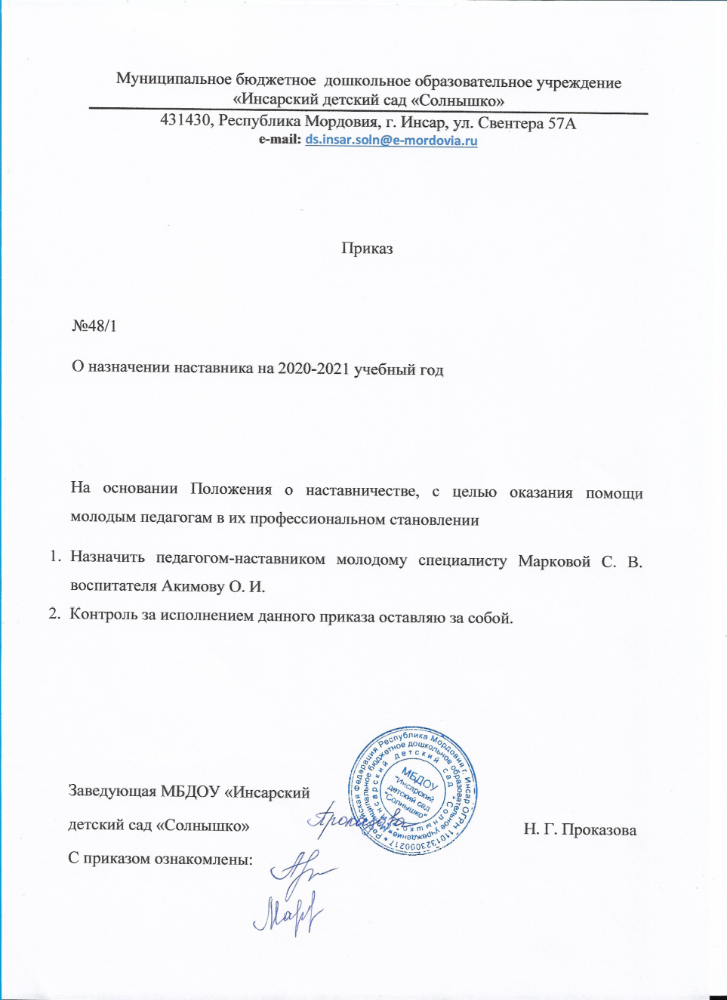 Муниципальное бюджетное дошкольное образовательное учреждение
«Инсарский детский сад «Солнышко»
431430, Республика Мордовия, г. Инсар, ул. Свентера 57А
e-mail: ds.insar.soln@e-mordovia.ru
Приказ
№48/1
О назначении наставника на 2020-2021 учебный год
На основании Положения о наставничестве, с целью оказания помощи
молодым педагогам в их профессиональном становлении
1. Назначить педагогом-наставником молодому специалисту Марковой С. В.
воспитателя Акимову О. И.
2. Контроль за исполнением данного приказа оставляю за собой.
Российская Федерация Республика Мордовия г. Инсар ОГРН 1101323000217
Муниципальное бюджетное дошкольное образовательное учреждение
Инсарский детский сад "Солнышко"
МБДОУ
"Инсарский
детский сад
"Солнышко"
Заведующая МБДОУ «Инсарский
детский сад «Солнышко» Проказова Н. Г. Проказова
С приказом ознакомлены: